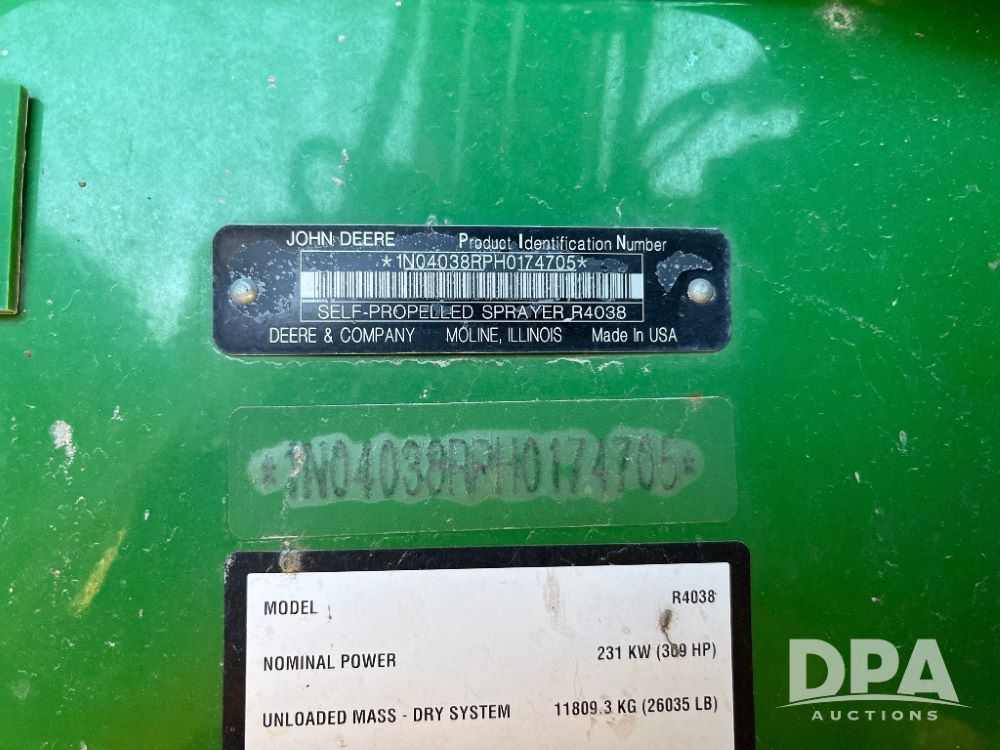 JOHN DEERE Product Identification Number
*1N04038RPH0174705*
SELF-PROPELLED SPRAYER R4038
DEERE & COMPANY MOLINE, ILLINOIS Made In USA
*1N04038RPH0174705*
MODEL R4038
NOMINAL POWER 231 KW (309 HP)
UNLOADED MASS - DRY SYSTEM 11809.3 KG (26035 LB)
DPA
AUCTIONS